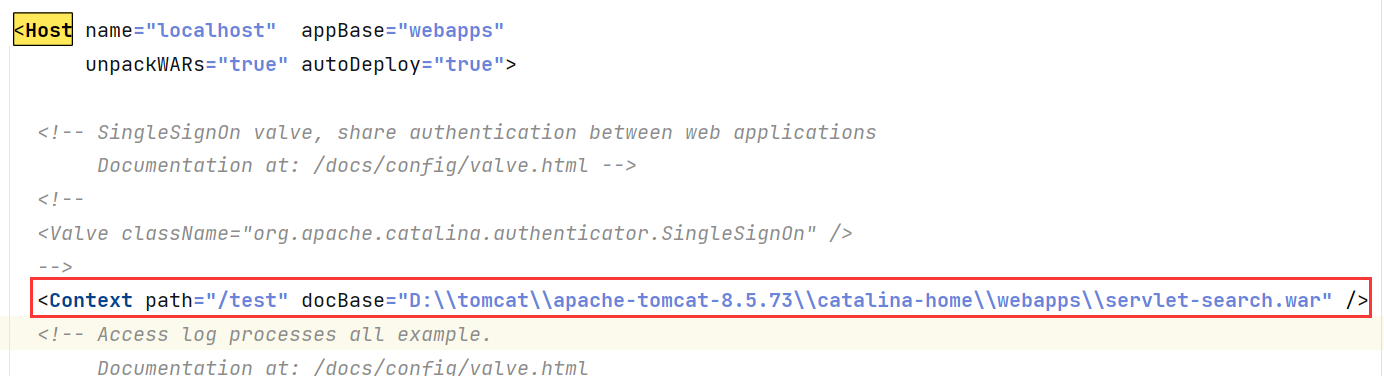 <Host name="localhost"  appBase="webapps"
      unpackWARs="true" autoDeploy="true">
  <!-- SingleSignOn valve, share authentication between web applications
       Documentation at: /docs/config/valve.html -->
  <!--
  <Valve className="org.apache.catalina.authenticator.SingleSignOn" />
  -->
  <Context path="/test" docBase="D:\\tomcat\\apache-tomcat-8.5.73\\catalina-home\\webapps\\servlet-search.war" />
  <!-- Access log processes all example.
       Documentation at: /docs/config/valve.html